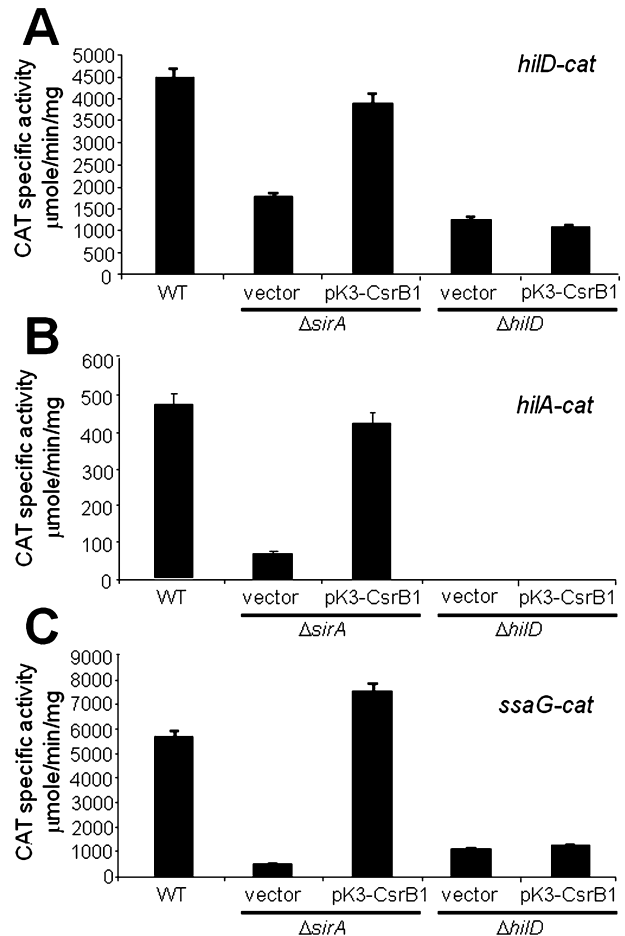 A
hilD-cat
CAT specific activity
μmole/min/mg
5000
4500
4000
3500
3000
2500
2000
1500
1000
500
0
WT
vector
pK3-CsrB1
vector
pK3-CsrB1
ΔsirA
ΔhilD
B
hilA-cat
CAT specific activity
μmole/min/mg
600
500
400
300
200
100
0
WT
vector
pK3-CsrB1
vector
pK3-CsrB1
ΔsirA
ΔhilD
C
ssaG-cat
CAT specific activity
μmole/min/mg
9000
8000
7000
6000
5000
4000
3000
2000
1000
0
WT
vector
pK3-CsrB1
vector
pK3-CsrB1
ΔsirA
ΔhilD